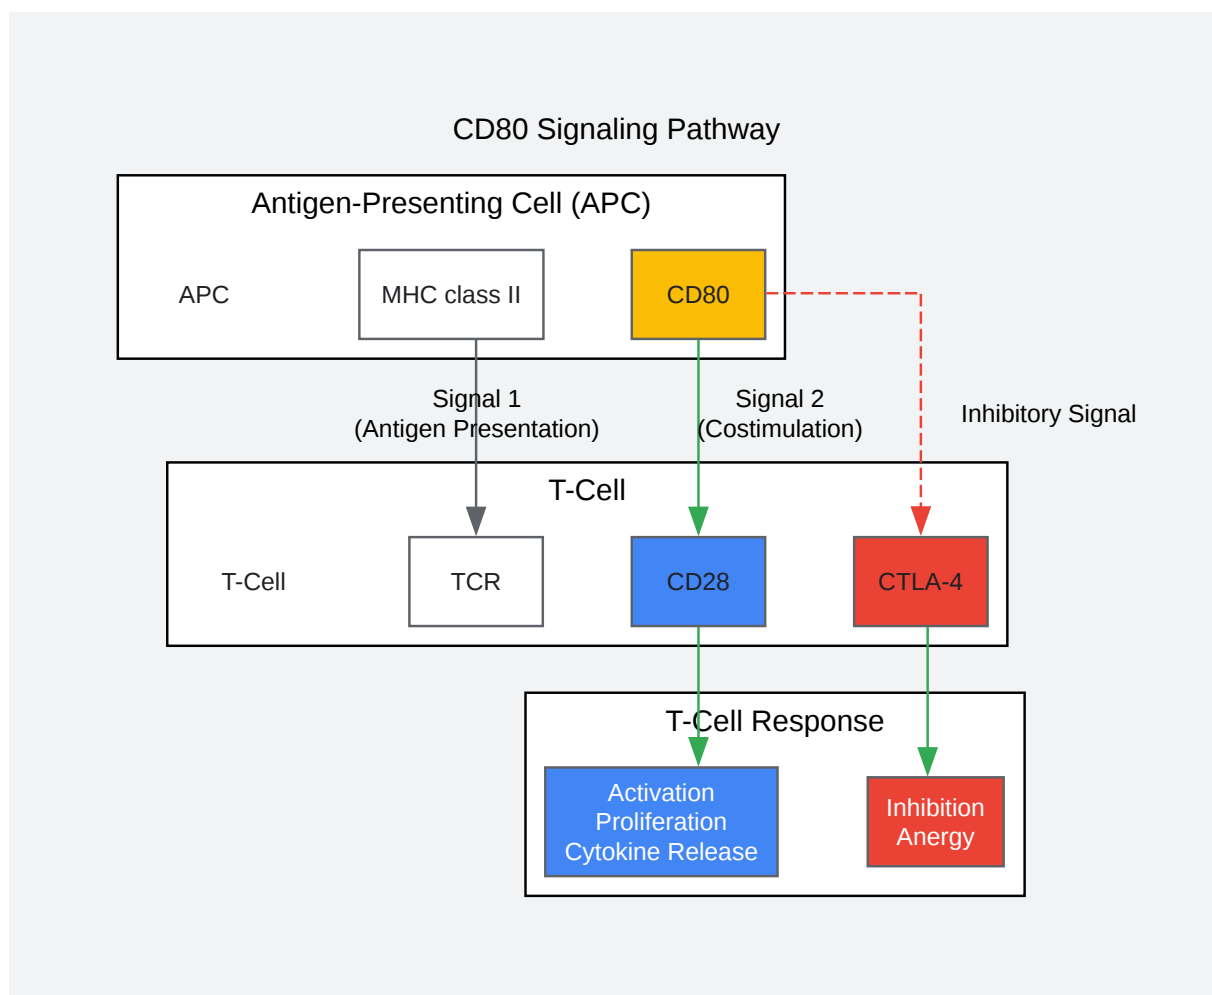 CD80 Signaling Pathway
Antigen-Presenting Cell (APC)
APC
MHC class II
CD80
Signal 1
(Antigen Presentation)
Signal 2
(Costimulation)
Inhibitory Signal
T-Cell
T-Cell
TCR
CD28
CTLA-4
T-Cell Response
Activation
Proliferation
Cytokine Release
Inhibition
Anergy